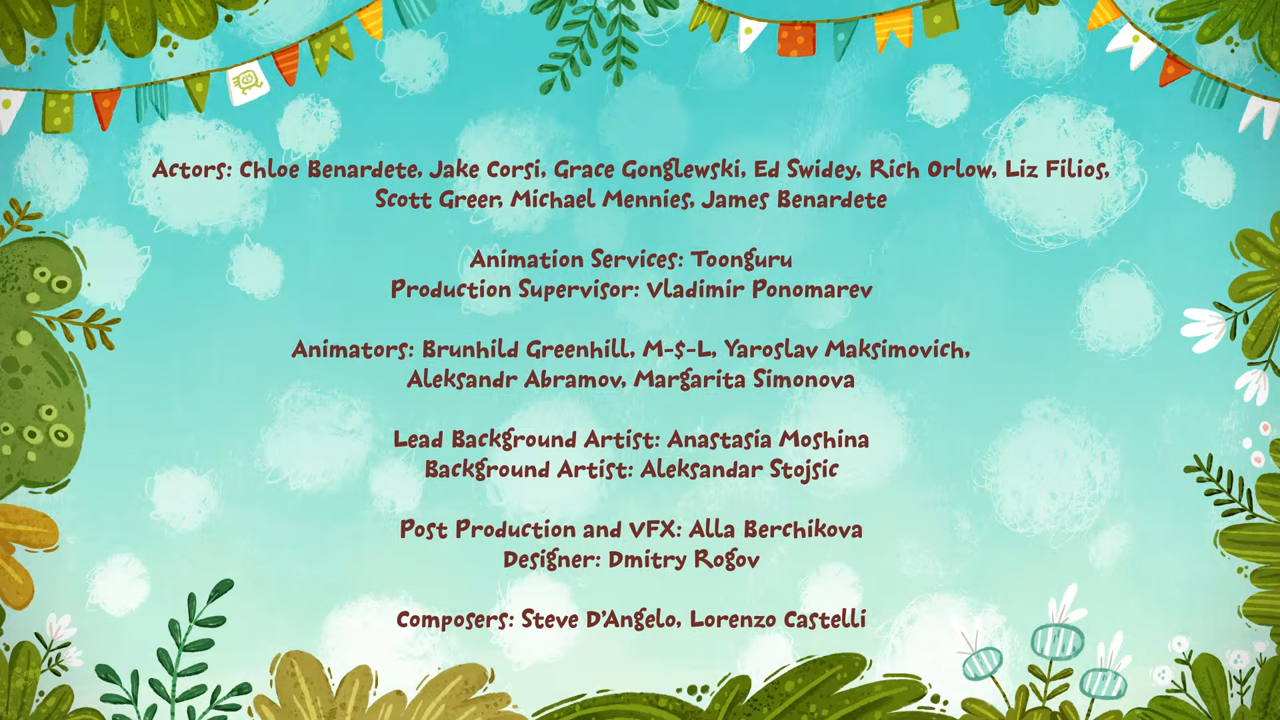 Actors: Chloe Benardete, Jake Corsi, Grace Gonglewski, Ed Swidey, Rich Orlow, Liz Filios,
Scott Greer, Michael Mennies, James Benardete
Animation Services: Toonguru
Production Supervisor: Vladimir Ponomarev
Animators: Brunhild Greenhill, M-$-L, Yaroslav Maksimovich,
Aleksandr Abramov, Margarita Simonova
Lead Background Artist: Anastasia Moshina
Background Artist: Aleksandar Stojsic
Post Production and VFX: Alla Berchikova
Designer: Dmitry Rogov
Composers: Steve D'Angelo, Lorenzo Castelli